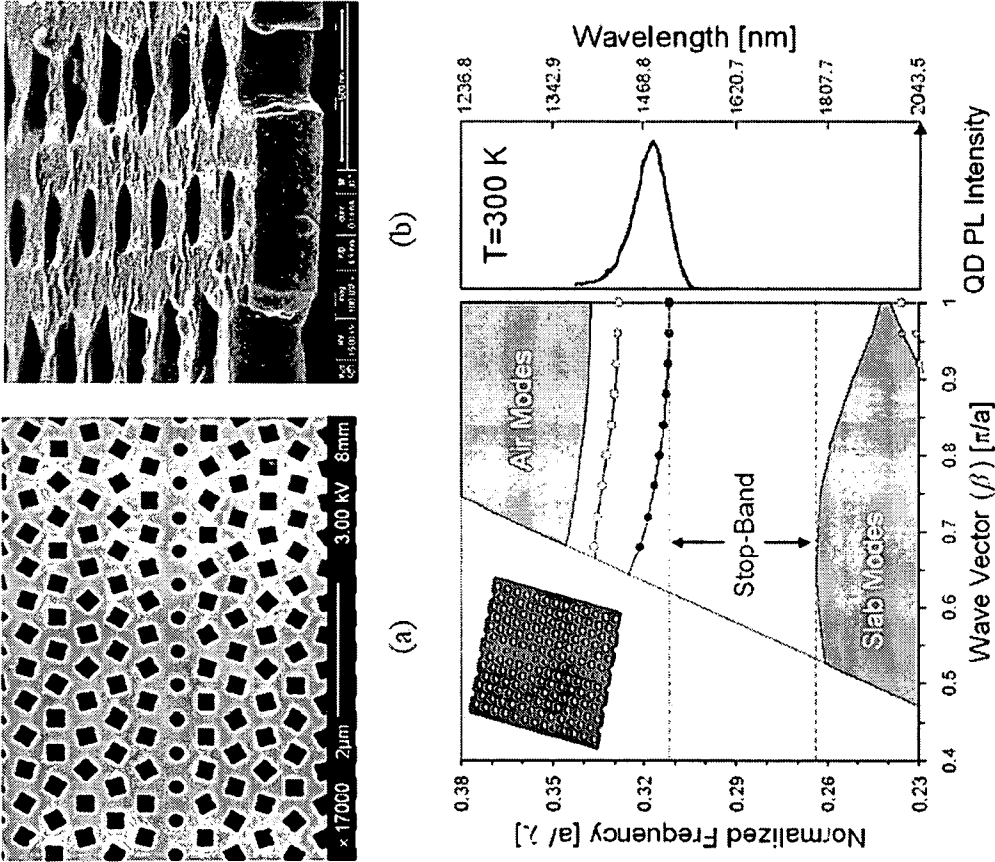 × 17000 2µm 3.00 kV 8mm
(a)
(b)
Normalized Frequency [a/ λ]
0.38
0.35
0.32
0.29
0.26
0.23
Air Modes
Stop-Band
Slab Modes
0.4 0.5 0.6 0.7 0.8 0.9 1
Wave Vector (β) [π/a]
T=300 K
QD PL Intensity
1236.8
1342.9
1468.8
1620.7
1807.7
2043.5
Wavelength [nm]